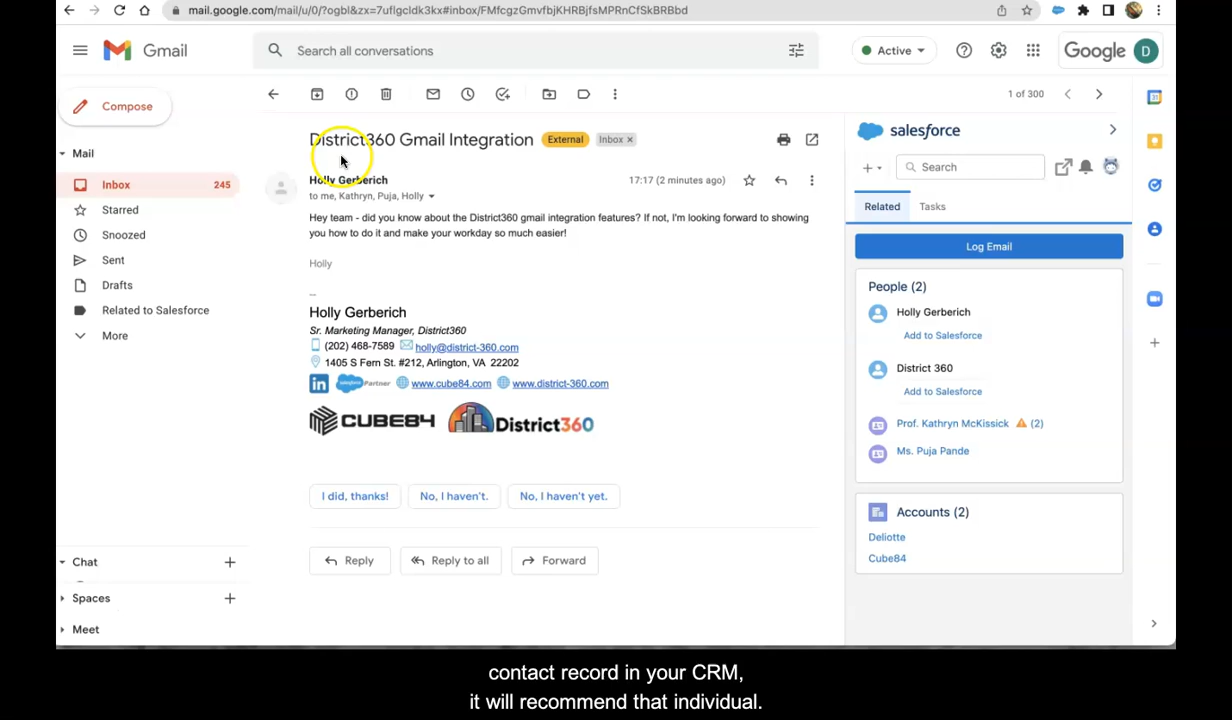 mail.google.com/mail/u/0/?ogbl&zx=7uflgcldk3kx#inbox/FMfcgzGmvfbjKHRBjfsMPRnCfSkBRBbd
Gmail
Search all conversations
Active
Google
D
Compose
1 of 300
Mail
Inbox 245
Starred
Snoozed
Sent
Drafts
Related to Salesforce
More
Chat
Spaces
Meet
District360 Gmail Integration External Inbox ×
Holly Gerberich 17:17 (2 minutes ago)
to me, Kathryn, Puja, Holly
Hey team - did you know about the District360 gmail integration features? If not, I'm looking forward to showing
you how to do it and make your workday so much easier!
Holly
--
Holly Gerberich
Sr. Marketing Manager, District360
(202) 468-7589 holly@district-360.com
1405 S Fern St. #212, Arlington, VA 22202
in salesforce Partner www.cube84.com www.district-360.com
CUBE84 District360
I did, thanks! No, I haven't. No, I haven't yet.
Reply Reply to all Forward
salesforce
Search
Related Tasks
Log Email
People (2)
Holly Gerberich
Add to Salesforce
District 360
Add to Salesforce
Prof. Kathryn McKissick (2)
Ms. Puja Pande
Accounts (2)
Deliotte
Cube84
contact record in your CRM,
it will recommend that individual.